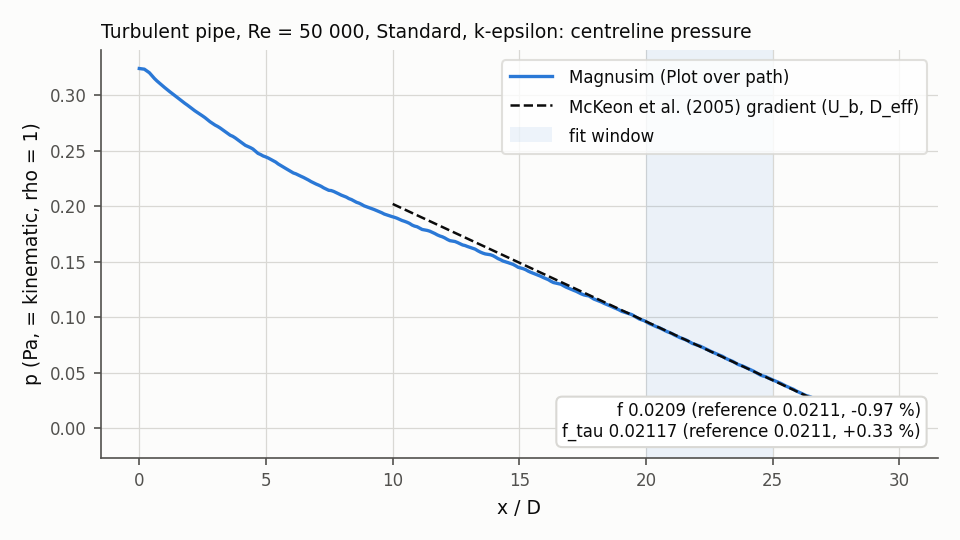 Turbulent pipe, Re = 50 000, Standard, k-epsilon: centreline pressure
Magnusim (Plot over path)
McKeon et al. (2005) gradient (U_b, D_eff)
fit window
p (Pa, = kinematic, rho = 1)
0.30
0.25
0.20
0.15
0.10
0.05
0.00
f 0.0209 (reference 0.0211, -0.97 %)
f_tau 0.02117 (reference 0.0211, +0.33 %)
0 5 10 15 20 25 30
x / D